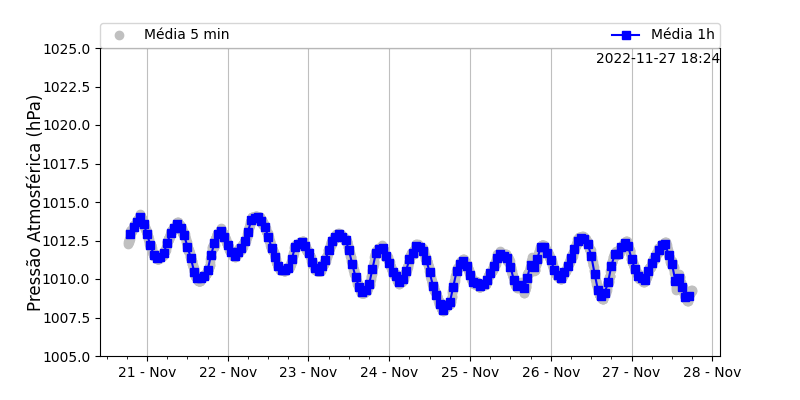 Média 5 min
Média 1h
2022-11-27 18:24
Pressão Atmosférica (hPa)
1025.0
1022.5
1020.0
1017.5
1015.0
1012.5
1010.0
1007.5
1005.0
21 - Nov
22 - Nov
23 - Nov
24 - Nov
25 - Nov
26 - Nov
27 - Nov
28 - Nov